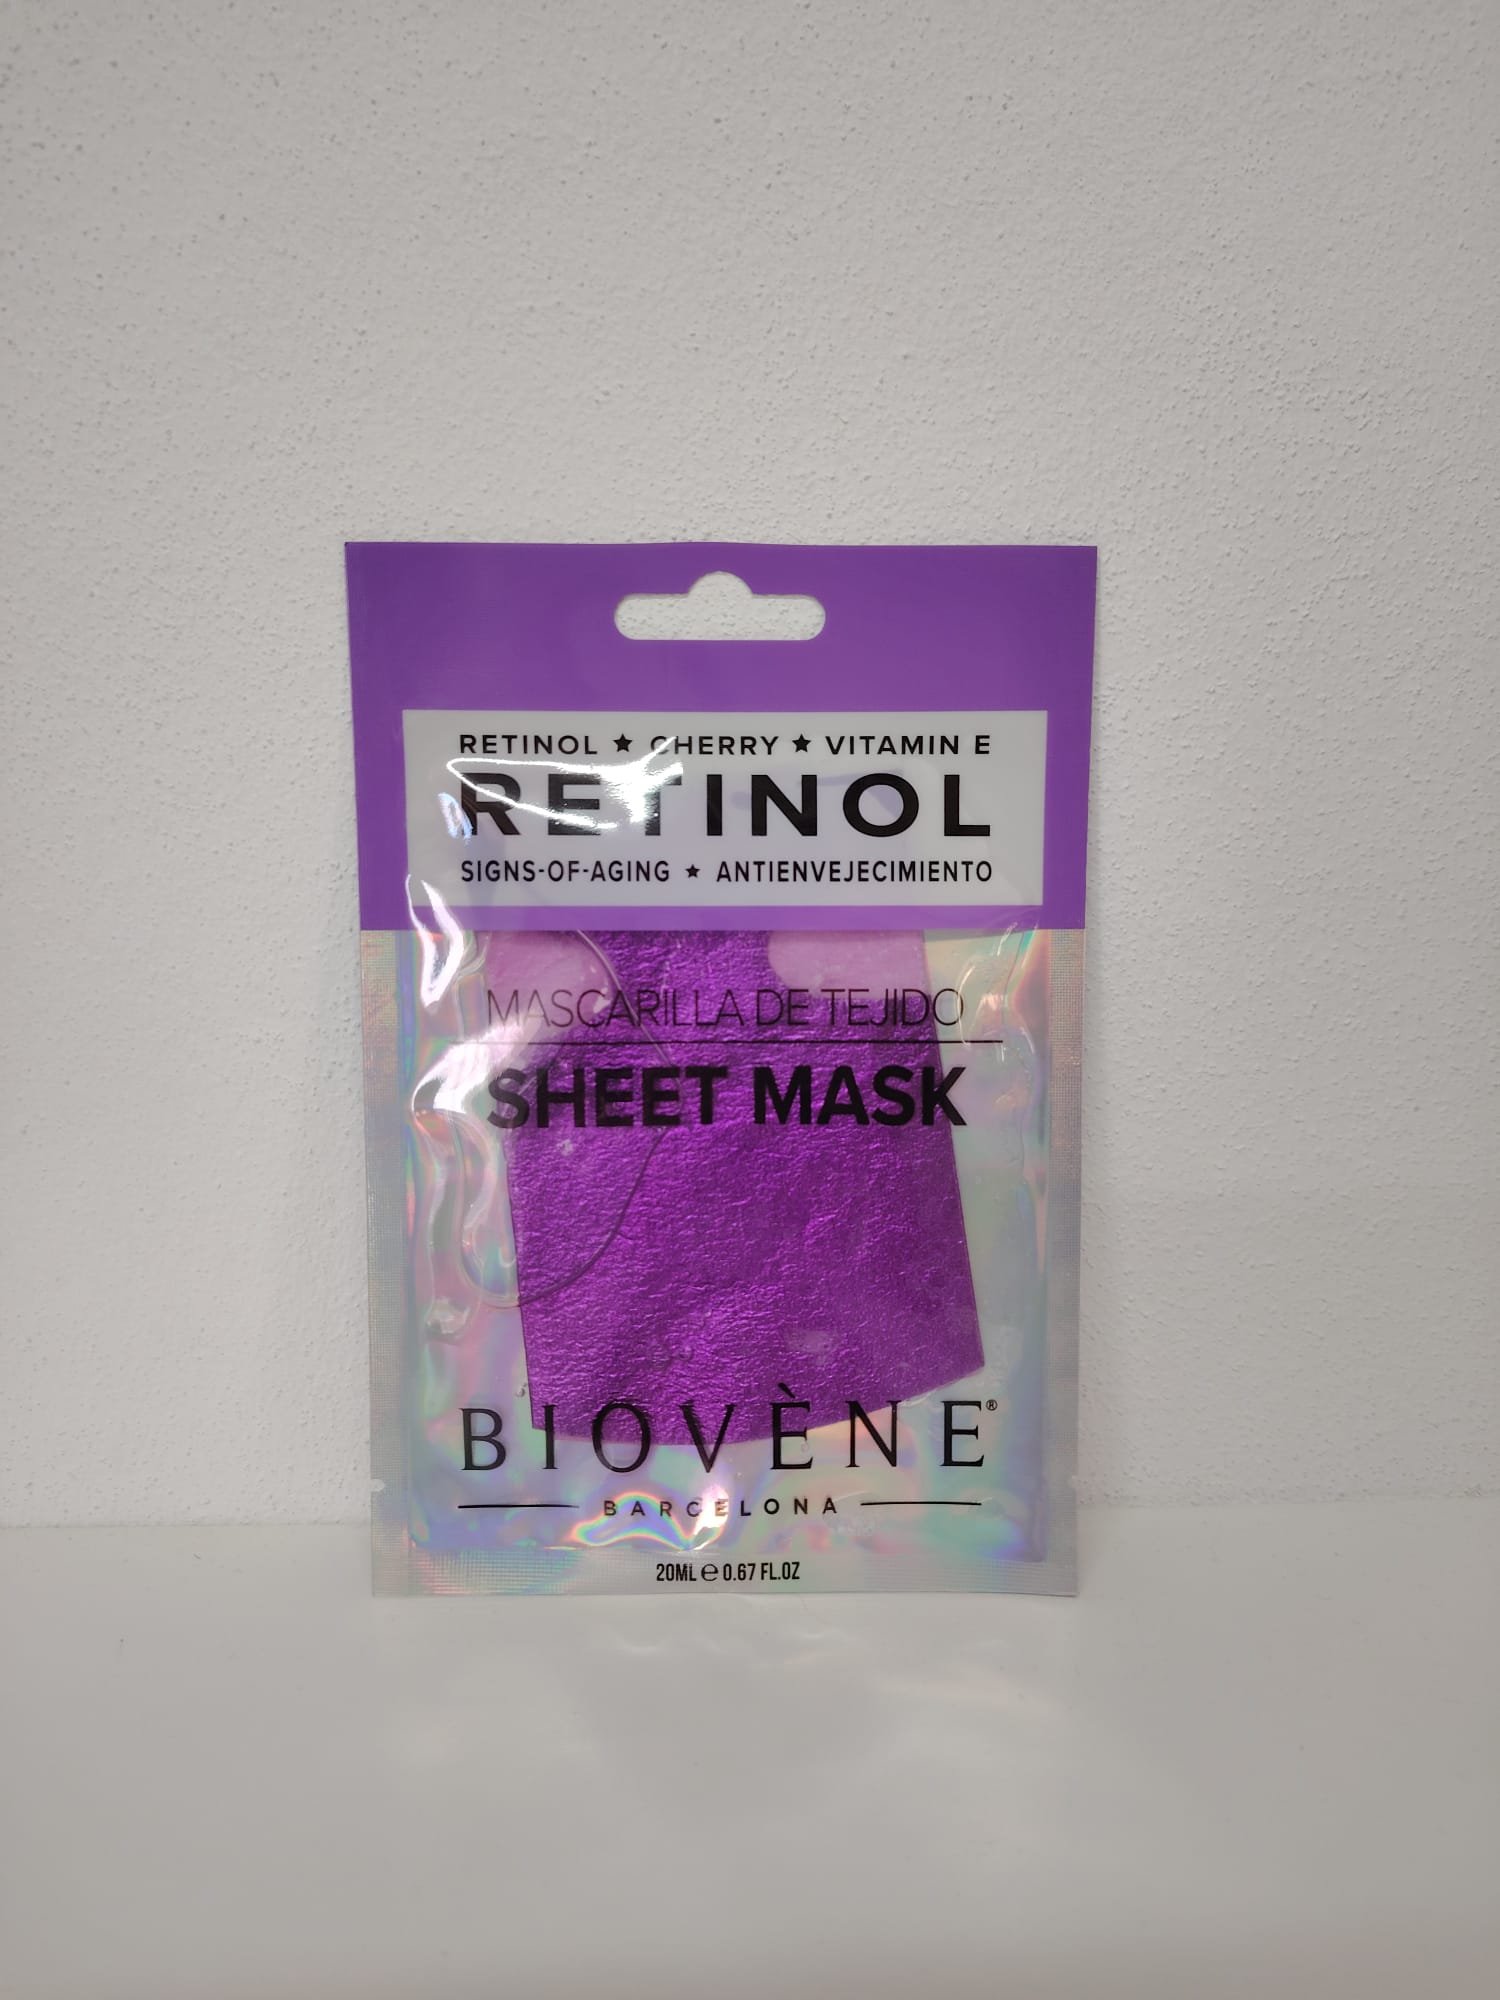 RETINOL ★ CHERRY ★ VITAMIN E
RETINOL
SIGNS-OF-AGING ★ ANTIENVEJECIMIENTO
MASCARILLA DE TEJIDO
SHEET MASK
BIOVÈNE®
BARCELONA
20ML ℮ 0.67 FL.OZ